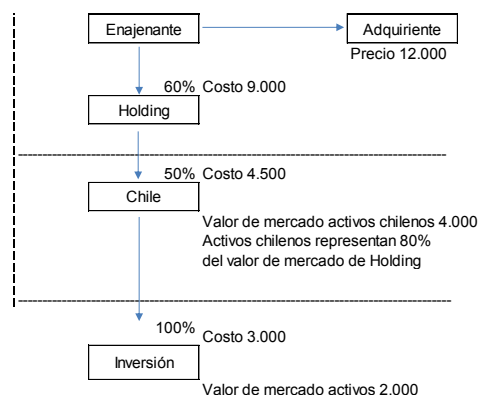 Enajenante
Adquiriente
Precio 12.000
60% Costo 9.000
Holding
50% Costo 4.500
Chile
Valor de mercado activos chilenos 4.000
Activos chilenos representan 80%
del valor de mercado de Holding
100% Costo 3.000
Inversión
Valor de mercado activos 2.000